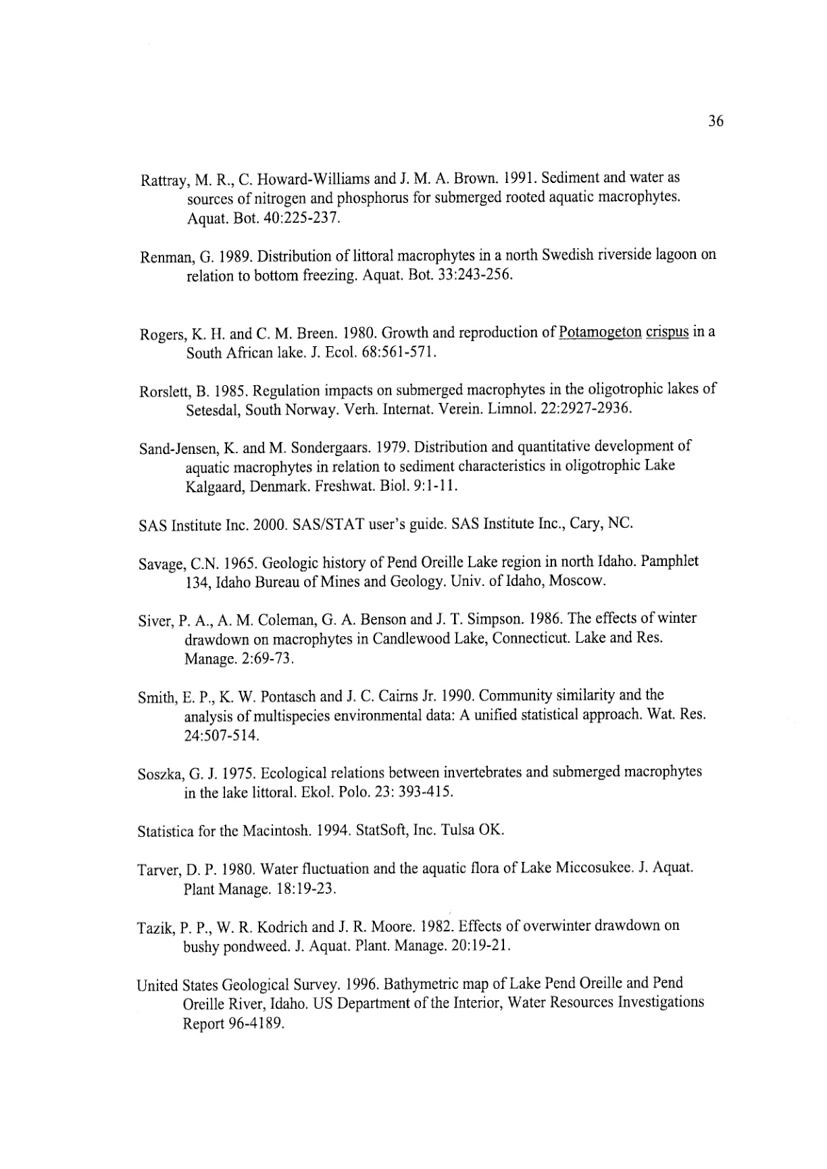 36
Rattray, M. R., C. Howard-Williams and J. M. A. Brown. 1991. Sediment and water as
sources of nitrogen and phosphorus for submerged rooted aquatic macrophytes.
Aquat. Bot. 40:225-237.
Renman, G. 1989. Distribution of littoral macrophytes in a north Swedish riverside lagoon on
relation to bottom freezing. Aquat. Bot. 33:243-256.
Rogers, K. H. and C. M. Breen. 1980. Growth and reproduction of Potamogeton crispus in a
South African lake. J. Ecol. 68:561-571.
Rorslett, B. 1985. Regulation impacts on submerged macrophytes in the oligotrophic lakes of
Setesdal, South Norway. Verh. Internat. Verein. Limnol. 22:2927-2936.
Sand-Jensen, K. and M. Sondergaars. 1979. Distribution and quantitative development of
aquatic macrophytes in relation to sediment characteristics in oligotrophic Lake
Kalgaard, Denmark. Freshwat. Biol. 9:1-11.
SAS Institute Inc. 2000. SAS/STAT user's guide. SAS Institute Inc., Cary, NC.
Savage, C.N. 1965. Geologic history of Pend Oreille Lake region in north Idaho. Pamphlet
134, Idaho Bureau of Mines and Geology. Univ. of Idaho, Moscow.
Siver, P. A., A. M. Coleman, G. A. Benson and J. T. Simpson. 1986. The effects of winter
drawdown on macrophytes in Candlewood Lake, Connecticut. Lake and Res.
Manage. 2:69-73.
Smith, E. P., K. W. Pontasch and J. C. Cairns Jr. 1990. Community similarity and the
analysis of multispecies environmental data: A unified statistical approach. Wat. Res.
24:507-514.
Soszka, G. J. 1975. Ecological relations between invertebrates and submerged macrophytes
in the lake littoral. Ekol. Polo. 23: 393-415.
Statistica for the Macintosh. 1994. StatSoft, Inc. Tulsa OK.
Tarver, D. P. 1980. Water fluctuation and the aquatic flora of Lake Miccosukee. J. Aquat.
Plant Manage. 18:19-23.
Tazik, P. P., W. R. Kodrich and J. R. Moore. 1982. Effects of overwinter drawdown on
bushy pondweed. J. Aquat. Plant. Manage. 20:19-21.
United States Geological Survey. 1996. Bathymetric map of Lake Pend Oreille and Pend
Oreille River, Idaho. US Department of the Interior, Water Resources Investigations
Report 96-4189.